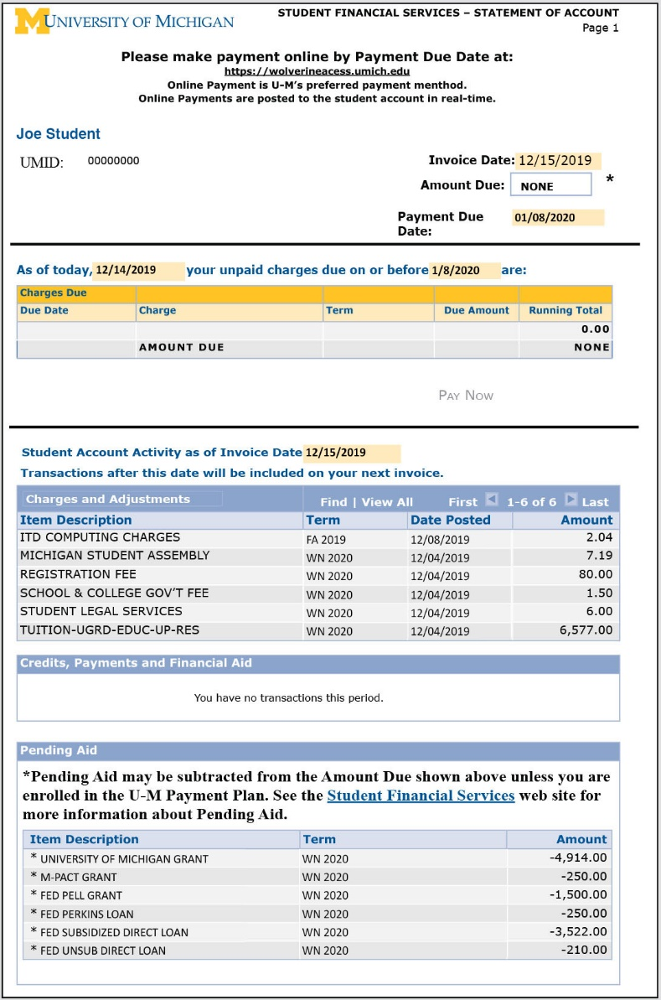 STUDENT FINANCIAL SERVICES – STATEMENT OF ACCOUNT
M UNIVERSITY OF MICHIGAN
Page 1
Please make payment online by Payment Due Date at:
https://wolverineacess.umich.edu
Online Payment is U-M's preferred payment menthod.
Online Payments are posted to the student account in real-time.
Joe Student
UMID: 00000000
Invoice Date: 12/15/2019
Amount Due: NONE *
Payment Due Date: 01/08/2020
As of today, 12/14/2019 your unpaid charges due on or before 1/8/2020 are:
Charges Due
Due Date Charge Term Due Amount Running Total
0.00
AMOUNT DUE NONE
PAY NOW
Student Account Activity as of Invoice Date 12/15/2019
Transactions after this date will be included on your next invoice.
Charges and Adjustments Find | View All First 1-6 of 6 Last
Item Description Term Date Posted Amount
ITD COMPUTING CHARGES FA 2019 12/08/2019 2.04
MICHIGAN STUDENT ASSEMBLY WN 2020 12/04/2019 7.19
REGISTRATION FEE WN 2020 12/04/2019 80.00
SCHOOL & COLLEGE GOV'T FEE WN 2020 12/04/2019 1.50
STUDENT LEGAL SERVICES WN 2020 12/04/2019 6.00
TUITION-UGRD-EDUC-UP-RES WN 2020 12/04/2019 6,577.00
Credits, Payments and Financial Aid
You have no transactions this period.
Pending Aid
*Pending Aid may be subtracted from the Amount Due shown above unless you are
enrolled in the U-M Payment Plan. See the Student Financial Services web site for
more information about Pending Aid.
Item Description Term Amount
* UNIVERSITY OF MICHIGAN GRANT WN 2020 -4,914.00
* M-PACT GRANT WN 2020 -250.00
* FED PELL GRANT WN 2020 -1,500.00
* FED PERKINS LOAN WN 2020 -250.00
* FED SUBSIDIZED DIRECT LOAN WN 2020 -3,522.00
* FED UNSUB DIRECT LOAN WN 2020 -210.00